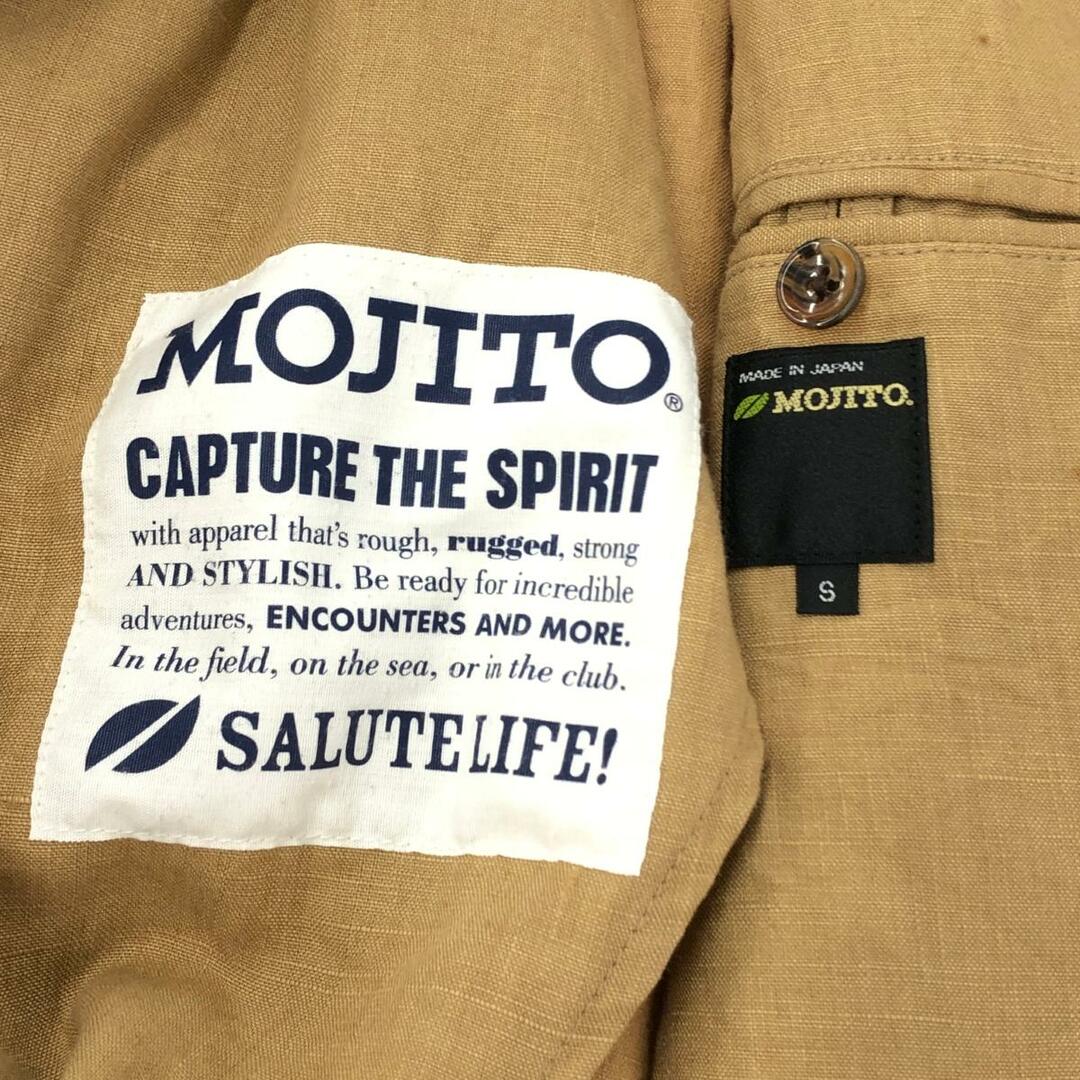 MOJITO®
CAPTURE THE SPIRIT
with apparel that's rough, rugged, strong
AND STYLISH. Be ready for incredible
adventures, ENCOUNTERS AND MORE.
In the field, on the sea, or in the club.
SALUTE LIFE!
MADE IN JAPAN
MOJITO.
S